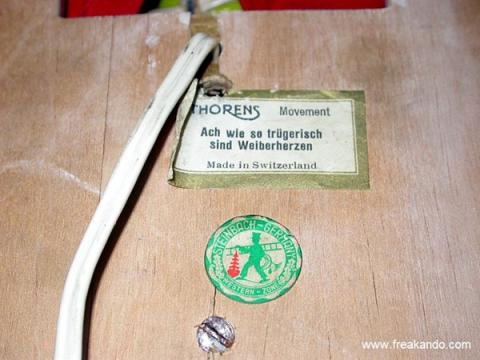 THORENS Movement
Ach wie so trügerisch
sind Weiberherzen
Made in Switzerland
STEINBACH-GERMANY
WESTERN-ZONE
www.freakando.com